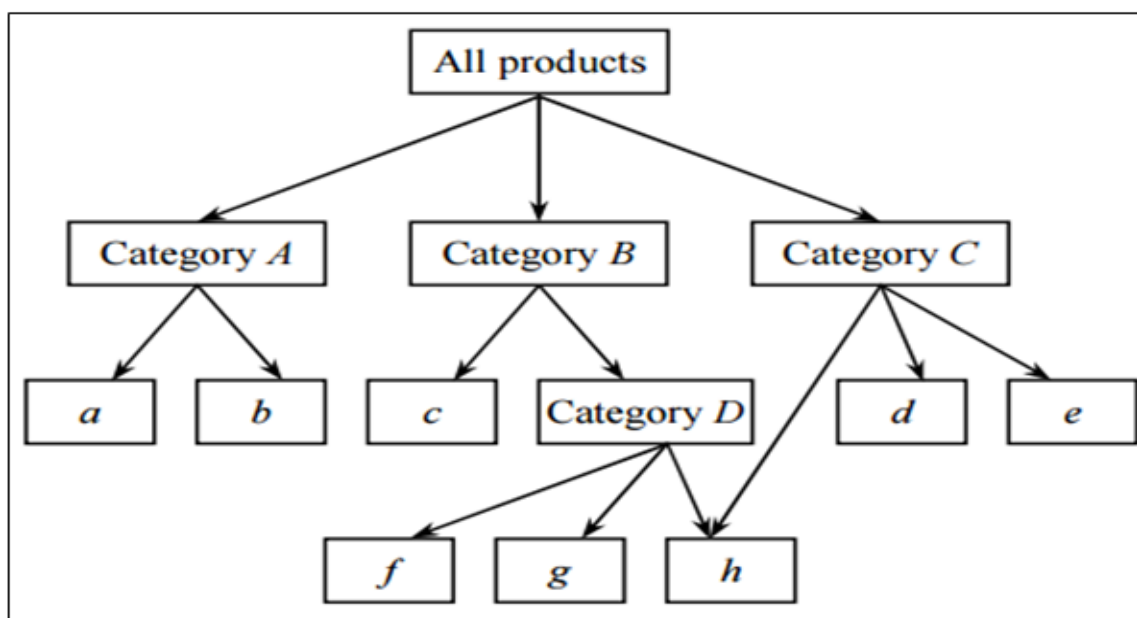 All products
Category A
Category B
Category C
a
b
c
Category D
d
e
f
g
h